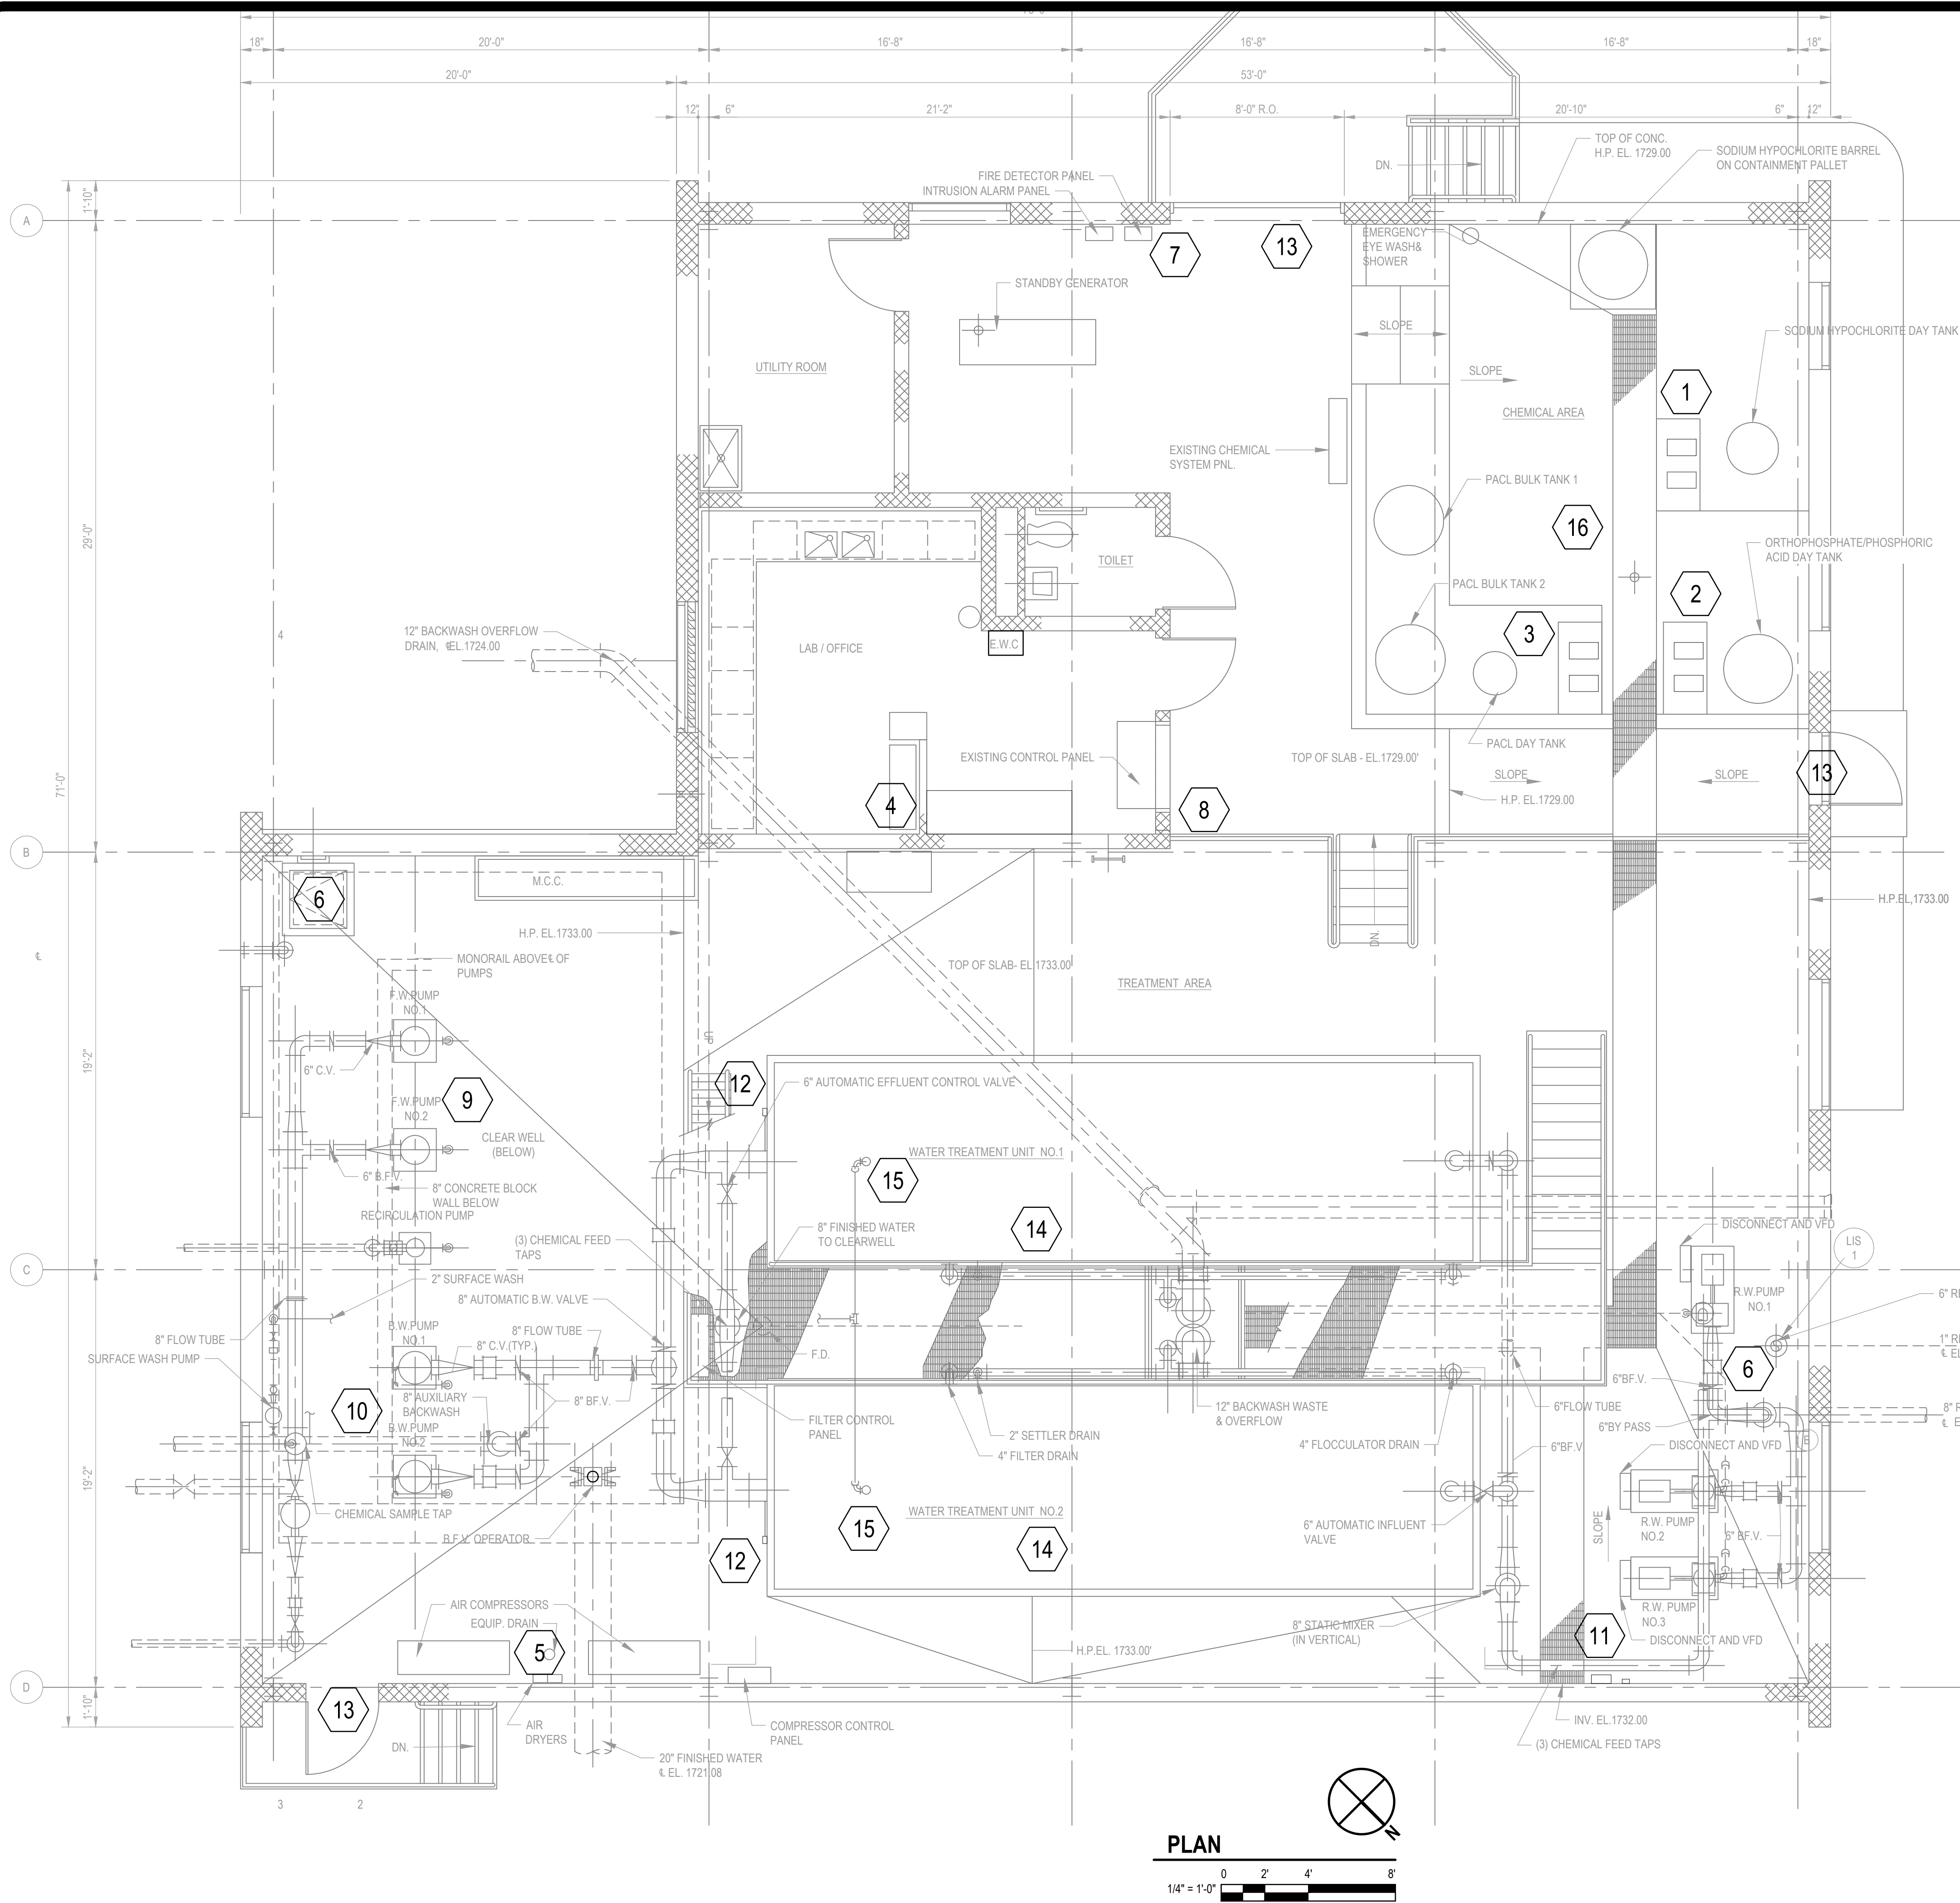 18"
20'-0"
16'-8"
16'-8"
16'-8"
18"
20'-0"
53'-0"
12"
6"
21'-2"
8'-0" R.O.
20'-10"
6"
12"
TOP OF CONC.
H.P. EL. 1729.00
SODIUM HYPOCHLORITE BARREL
ON CONTAINMENT PALLET
DN.
FIRE DETECTOR PANEL
INTRUSION ALARM PANEL
1'-10"
A
EMERGENCY
EYE WASH&
SHOWER
7
13
STANDBY GENERATOR
SLOPE
SODIUM HYPOCHLORITE DAY TANK
UTILITY ROOM
SLOPE
1
CHEMICAL AREA
EXISTING CHEMICAL
SYSTEM PNL.
PACL BULK TANK 1
16
29'-0"
ORTHOPHOSPHATE/PHOSPHORIC
ACID DAY TANK
TOILET
PACL BULK TANK 2
2
3
4
12" BACKWASH OVERFLOW
DRAIN, ℄EL.1724.00
LAB / OFFICE
E.W.C
71'-0"
EXISTING CONTROL PANEL
TOP OF SLAB - EL.1729.00'
PACL DAY TANK
SLOPE
SLOPE
13
H.P. EL.1729.00
4
8
B
M.C.C.
6
H.P.EL,1733.00
H.P. EL.1733.00
DN.
℄
MONORAIL ABOVE℄ OF
PUMPS
TOP OF SLAB- EL.1733.00
TREATMENT AREA
F.W.PUMP
NO.1
UP
19'-2"
6" C.V.
12
6" AUTOMATIC EFFLUENT CONTROL VALVE
9
F.W.PUMP
NO.2
CLEAR WELL
(BELOW)
WATER TREATMENT UNIT NO.1
15
6" B.F.V.
8" CONCRETE BLOCK
WALL BELOW
RECIRCULATION PUMP
8" FINISHED WATER
TO CLEARWELL
14
DISCONNECT AND VFD
(3) CHEMICAL FEED
TAPS
LIS
1
C
2" SURFACE WASH
R.W.PUMP
NO.1
8" AUTOMATIC B.W. VALVE
B.W.PUMP
NO.1
8" FLOW TUBE
8" FLOW TUBE
8" C.V.(TYP.)
SURFACE WASH PUMP
F.D.
6
6"BF.V.
8" AUXILIARY
BACKWASH
8" BF.V.
10
12" BACKWASH WASTE
& OVERFLOW
6"FLOW TUBE
FILTER CONTROL
PANEL
6"BY PASS
B.W.PUMP
NO.2
2" SETTLER DRAIN
4" FILTER DRAIN
4" FLOCCULATOR DRAIN
6"BF.V
DISCONNECT AND VFD
E
19'-2"
CHEMICAL SAMPLE TAP
WATER TREATMENT UNIT NO.2
15
6" AUTOMATIC INFLUENT
VALVE
SLOPE
R.W. PUMP
NO.2
6" BF.V.
B.F.V. OPERATOR
12
14
AIR COMPRESSORS
EQUIP. DRAIN
5
8" STATIC MIXER
(IN VERTICAL)
R.W. PUMP
NO.3
11
DISCONNECT AND VFD
H.P.EL. 1733.00'
D
1'-10"
13
AIR
DRYERS
COMPRESSOR CONTROL
PANEL
INV. EL.1732.00
(3) CHEMICAL FEED TAPS
DN.
20" FINISHED WATER
℄ EL. 1721.08
3
2
N
PLAN
0 2' 4' 8'
1/4" = 1'-0"